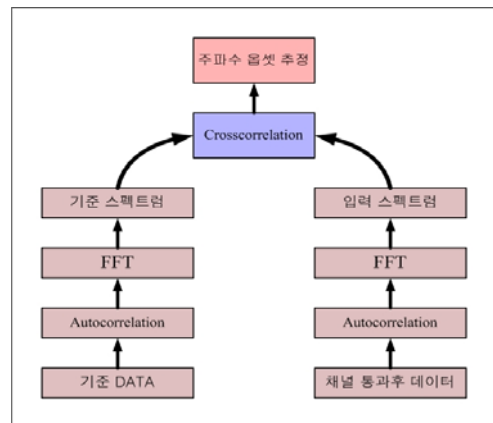 주파수 옵셋 추정
Crosscorrelation
기준 스펙트럼
입력 스펙트럼
FFT
FFT
Autocorrelation
Autocorrelation
기준 DATA
채널 통과후 데이터